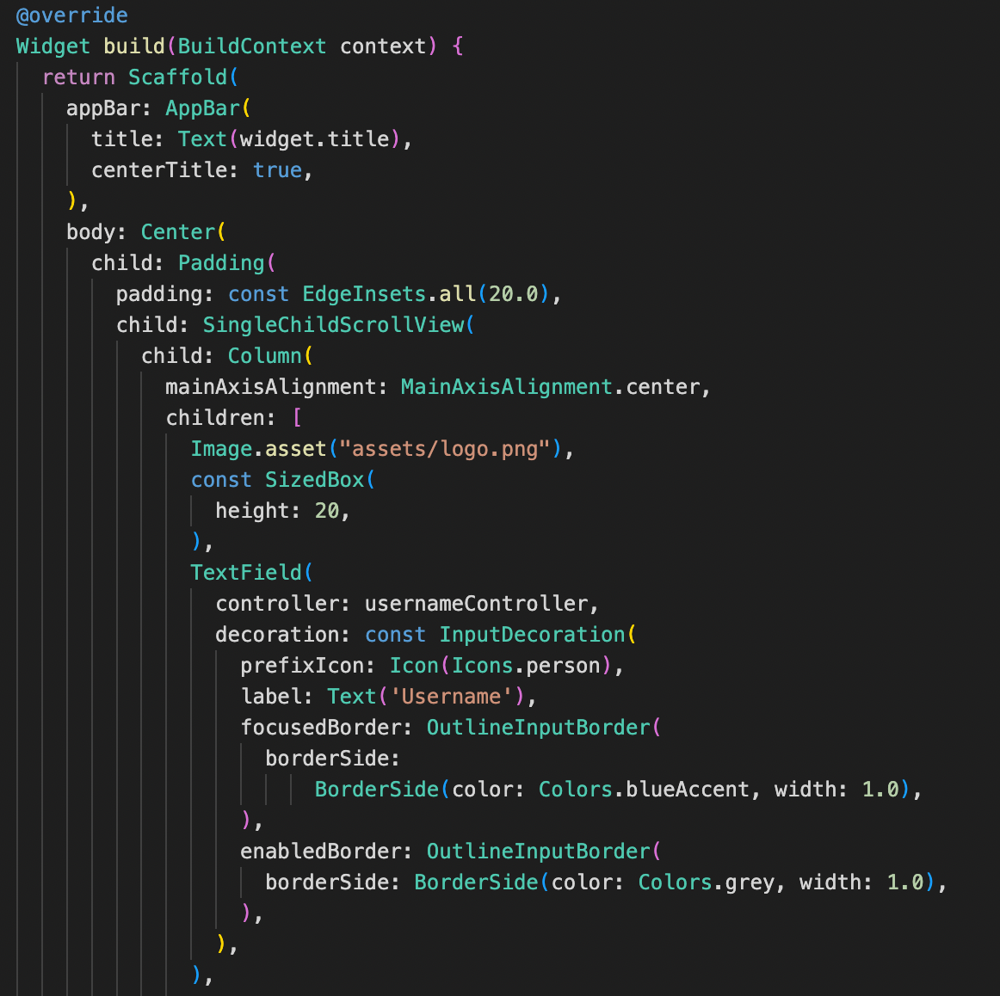 @override
Widget build(BuildContext context) {
  return Scaffold(
    appBar: AppBar(
      title: Text(widget.title),
      centerTitle: true,
    ),
    body: Center(
      child: Padding(
        padding: const EdgeInsets.all(20.0),
        child: SingleChildScrollView(
          child: Column(
            mainAxisAlignment: MainAxisAlignment.center,
            children: [
              Image.asset("assets/logo.png"),
              const SizedBox(
                height: 20,
              ),
              TextField(
                controller: usernameController,
                decoration: const InputDecoration(
                  prefixIcon: Icon(Icons.person),
                  label: Text('Username'),
                  focusedBorder: OutlineInputBorder(
                    borderSide:
                        BorderSide(color: Colors.blueAccent, width: 1.0),
                  ),
                  enabledBorder: OutlineInputBorder(
                    borderSide: BorderSide(color: Colors.grey, width: 1.0),
                  ),
                ),
              ),